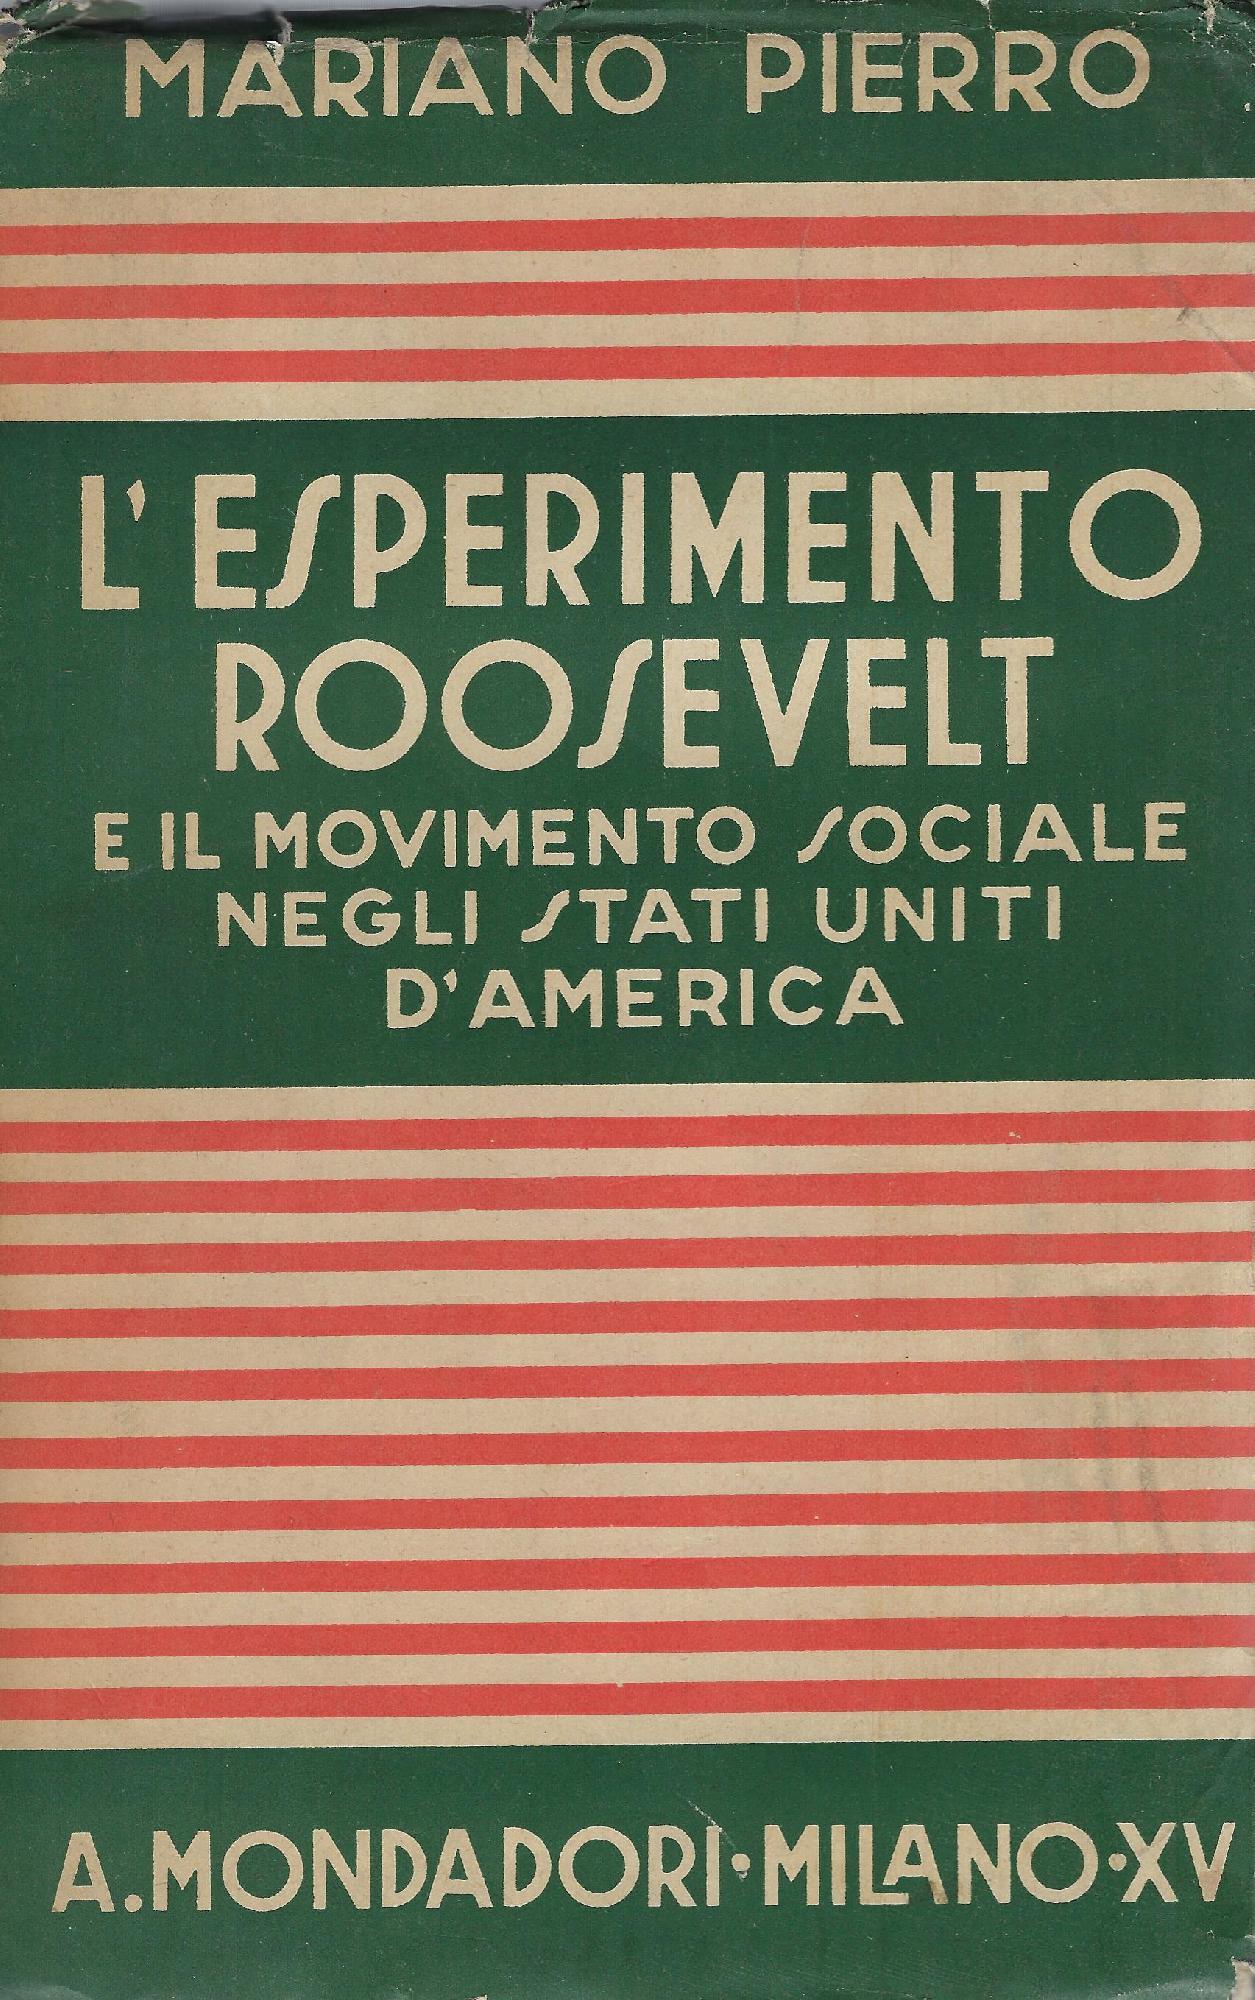 MARIANO PIERRO
L'ESPERIMENTO
ROOSEVELT
E IL MOVIMENTO SOCIALE
NEGLI STATI UNITI
D'AMERICA
A. MONDADORI · MILANO · XV